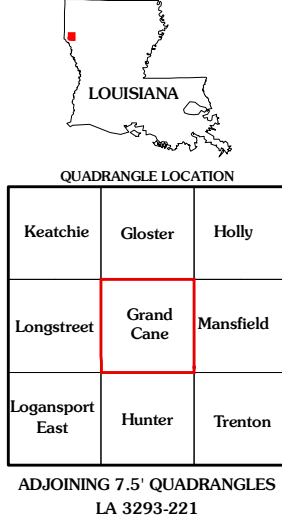 LOUISIANA
QUADRANGLE LOCATION
Keatchie Gloster Holly
Longstreet Grand Cane Mansfield
Logansport East Hunter Trenton
ADJOINING 7.5' QUADRANGLES
LA 3293-221